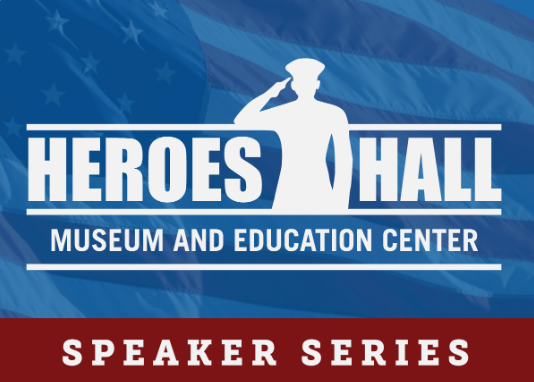 HEROES HALL
MUSEUM AND EDUCATION CENTER
SPEAKER SERIES